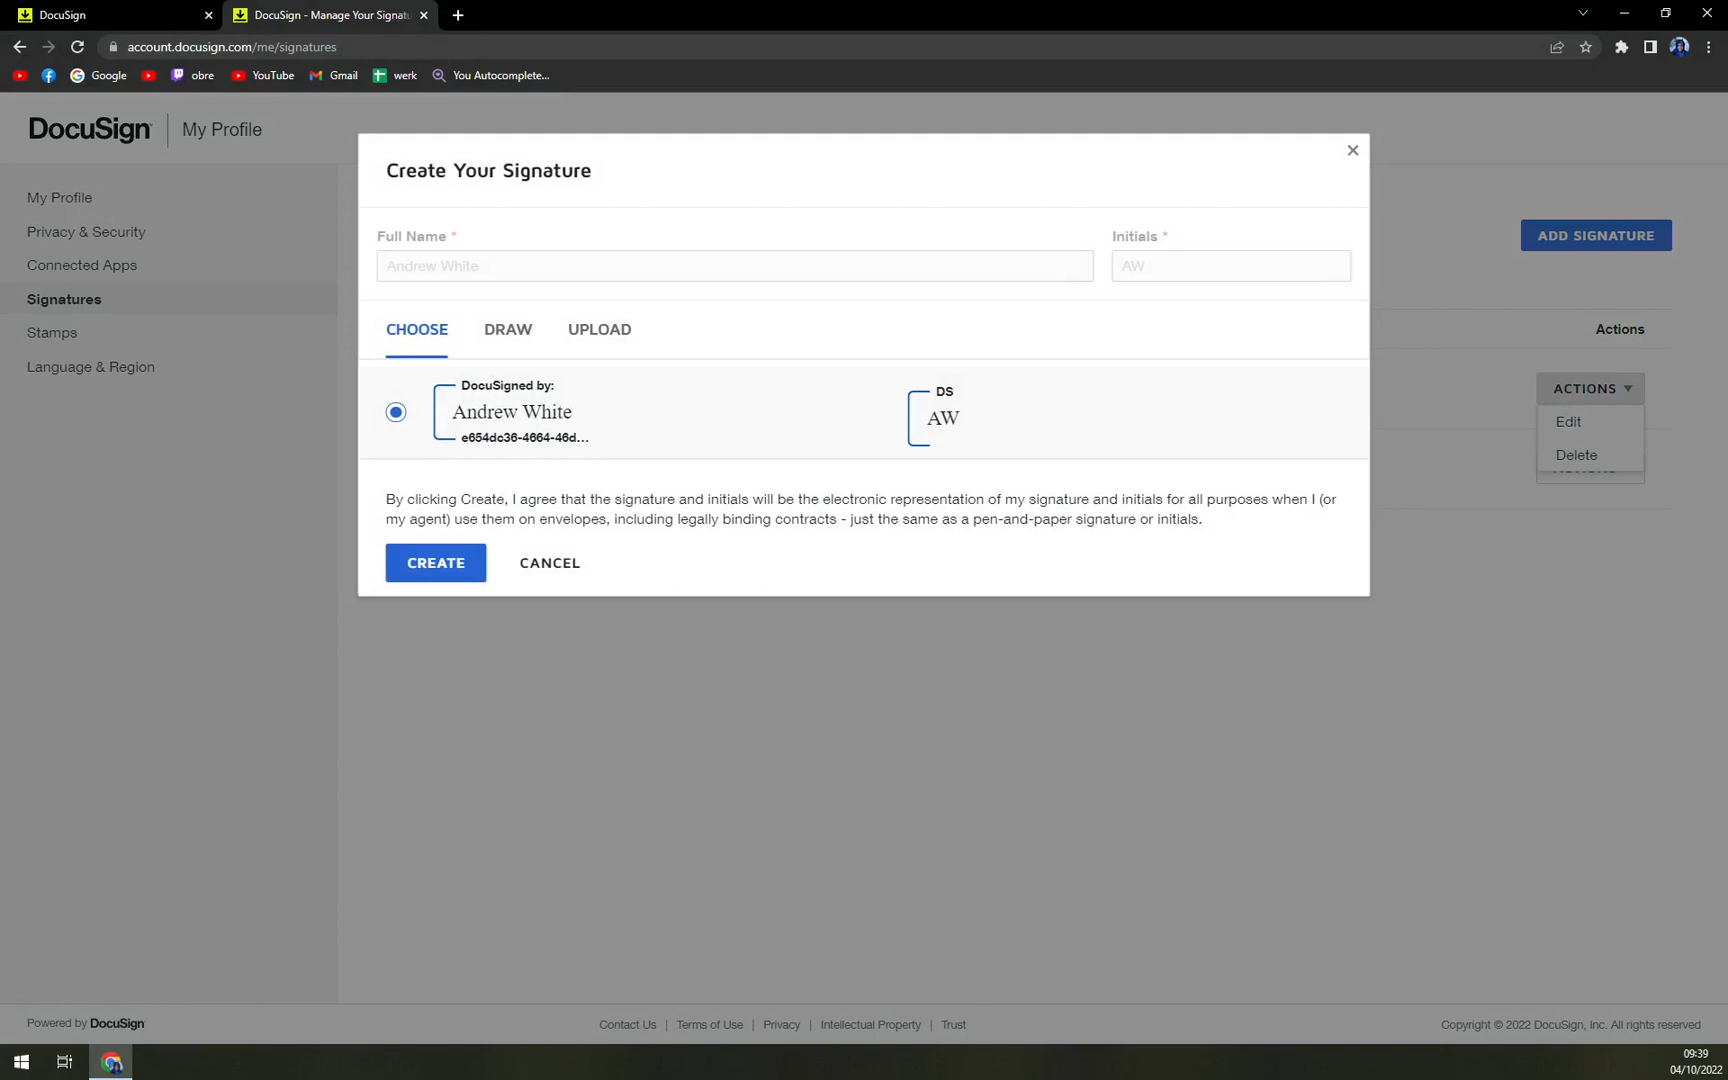 DocuSign
DocuSign - Manage Your Signatu
account.docusign.com/me/signatures
Google
obre
YouTube
Gmail
werk
You Autocomplete...
DocuSign
My Profile
My Profile
Privacy & Security
Connected Apps
Signatures
Stamps
Language & Region
ADD SIGNATURE
Actions
ACTIONS
Edit
Delete
Create Your Signature
Full Name *
Initials *
Andrew White
AW
CHOOSE
DRAW
UPLOAD
DocuSigned by:
Andrew White
e654dc36-4664-46d...
DS
AW
By clicking Create, I agree that the signature and initials will be the electronic representation of my signature and initials for all purposes when I (or
my agent) use them on envelopes, including legally binding contracts - just the same as a pen-and-paper signature or initials.
CREATE
CANCEL
Powered by DocuSign
Contact Us | Terms of Use | Privacy | Intellectual Property | Trust
Copyright © 2022 DocuSign, Inc. All rights reserved
09:39
04/10/2022